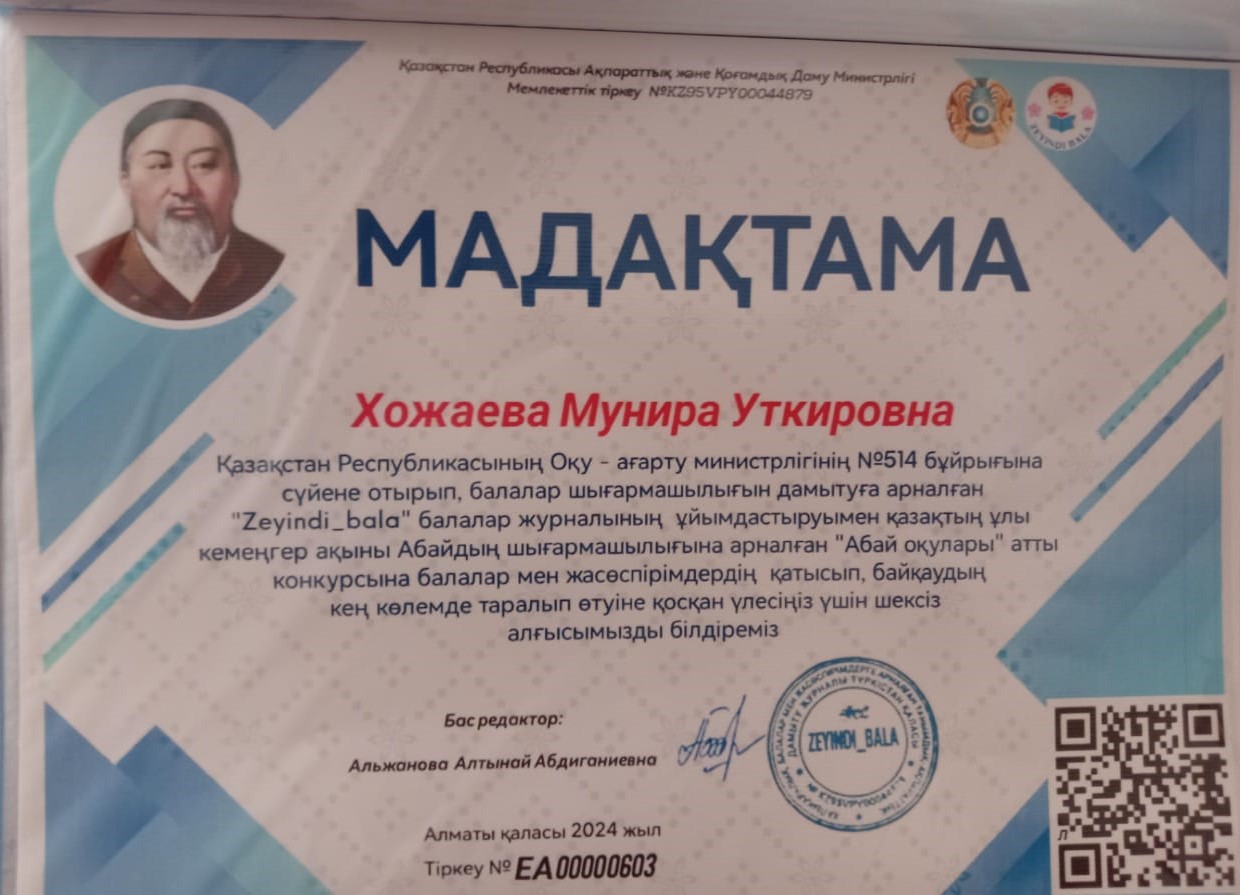 Қазақстан Республикасы Ақпараттық және Қоғамдық Даму Министрлігі
Мемлекеттік тіркеу №KZ95VPY00044879
ZEYINDI BALA
МАДАҚТАМА
Хожаева Мунира Уткировна
Қазақстан Республикасының Оқу - ағарту министрлігінің №514 бұйрығына
сүйене отырып, балалар шығармашылығын дамытуға арналған
"Zeyindi_bala" балалар журналының ұйымдастыруымен қазақтың ұлы
кемеңгер ақыны Абайдың шығармашылығына арналған "Абай оқулары" атты
конкурсына балалар мен жасөспірімдердің қатысып, байқаудың
кең көлемде таралып өтуіне қосқан үлесіңіз үшін шексіз
алғысымызды білдіреміз
Бас редактор:
Альжанова Алтынай Абдиганиевна
ZEYINDI_BALA
Алматы қаласы 2024 жыл
Тіркеу № EA00000603